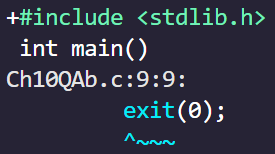 +#include <stdlib.h>
 int main()
Ch10QAb.c:9:9:
         exit(0);
         ^~~~